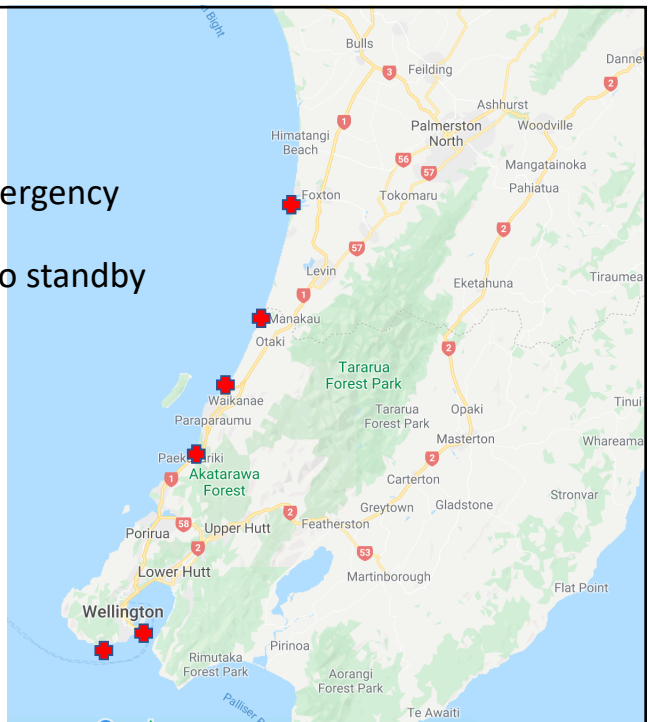 Bight
Bulls
Dannev
3
Feilding
2
Ashhurst
1
Palmerston
North
Woodville
Himatangi
Beach
56
57
Mangatainoka
Pahiatua
ergency
Foxton
Tokomaru
2
57
o standby
Levin
Eketahuna
Tiraumea
1
Manakau
Otaki
2
Tararua
Forest Park
Waikanae
Tararua
Forest Park
Opaki
Tinui
Paraparaumu
Masterton
Whareama
2
Akatarawa
Forest
1
Carterton
Stronvar
58
Upper Hutt
2
Greytown
Gladstone
Porirua
Featherston
2
53
Lower Hutt
Martinborough
Flat Point
Wellington
Pirinoa
Rimutaka
Forest Park
Aorangi
Forest Park
Palliser
Te Awaiti